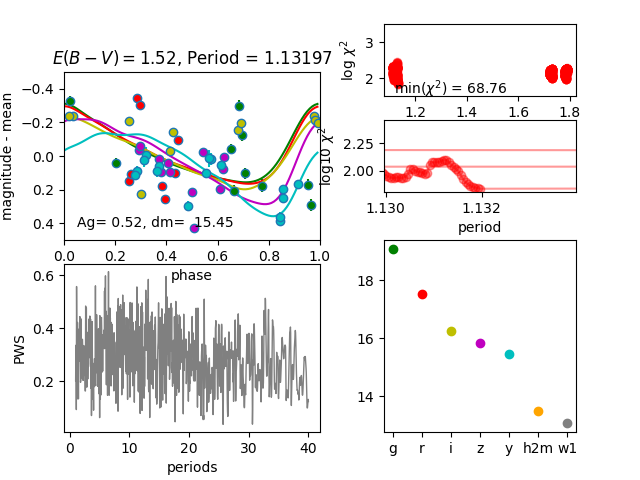 E(B − V) = 1.52, Period = 1.13197
magnitude - mean
−0.4
−0.2
0.0
0.2
0.4
Ag= 0.52, dm= 15.45
0.0 0.2 0.4 0.6 0.8 1.0
phase
log χ²
3
2
min(χ²) = 68.76
1.2 1.4 1.6 1.8
log10 χ²
2.25
2.00
1.130 1.132
period
PWS
0.6
0.4
0.2
0 10 20 30 40
periods
18
16
14
g r i z y h2m w1